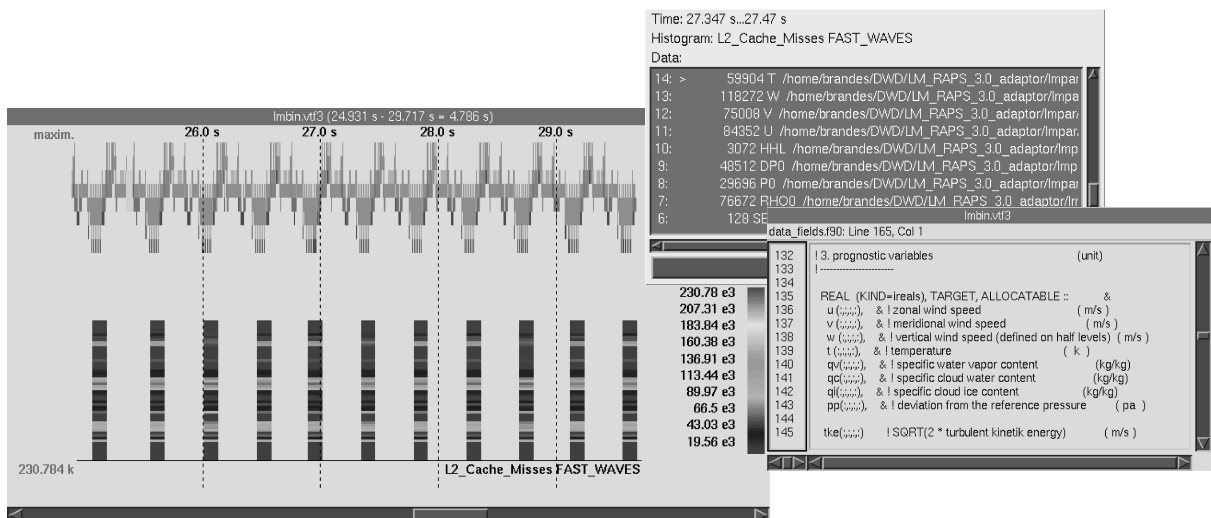 Time: 27.347 s...27.47 s
Histogram: L2_Cache_Misses FAST_WAVES
Data:
14: > 59904 T /home/brandes/DWD/LM_RAPS_3.0_adaptor/lmpar
13: 118272 W /home/brandes/DWD/LM_RAPS_3.0_adaptor/lmpa
12: 75008 V /home/brandes/DWD/LM_RAPS_3.0_adaptor/lmpar
11: 84352 U /home/brandes/DWD/LM_RAPS_3.0_adaptor/lmpar
10: 3072 HHL /home/brandes/DWD/LM_RAPS_3.0_adaptor/lmp
9: 48512 DP0 /home/brandes/DWD/LM_RAPS_3.0_adaptor/lmp
8: 29696 P0 /home/brandes/DWD/LM_RAPS_3.0_adaptor/lmpar
7: 76672 RHO0 /home/brandes/DWD/LM_RAPS_3.0_adaptor/lm
6: 128 SE
lmbin.vtf3 (24.931 s - 29.717 s = 4.786 s)
maxim. 26.0 s 27.0 s 28.0 s 29.0 s
230.78 e3
207.31 e3
183.84 e3
160.38 e3
136.91 e3
113.44 e3
89.97 e3
66.5 e3
43.03 e3
19.56 e3
230.784 k L2_Cache_Misses FAST_WAVES
lmbin.vtf3
data_fields.f90: Line 165, Col 1
132 ! 3. prognostic variables (unit)
133 ! -----------------------
134
135 REAL (KIND=ireals), TARGET, ALLOCATABLE :: &
136 u (:,:,:,:), & ! zonal wind speed ( m/s )
137 v (:,:,:,:), & ! meridional wind speed ( m/s )
138 w (:,:,:,:), & ! vertical wind speed (defined on half levels) ( m/s )
139 t (:,:,:,:), & ! temperature ( k )
140 qv(:,:,:,:), & ! specific water vapor content (kg/kg)
141 qc(:,:,:,:), & ! specific cloud water content (kg/kg)
142 qi(:,:,:,:), & ! specific cloud ice content (kg/kg)
143 pp(:,:,:,:), & ! deviation from the reference pressure ( pa )
144
145 tke(:,:,:,:) ! SQRT(2 * turbulent kinetik energy) ( m/s )